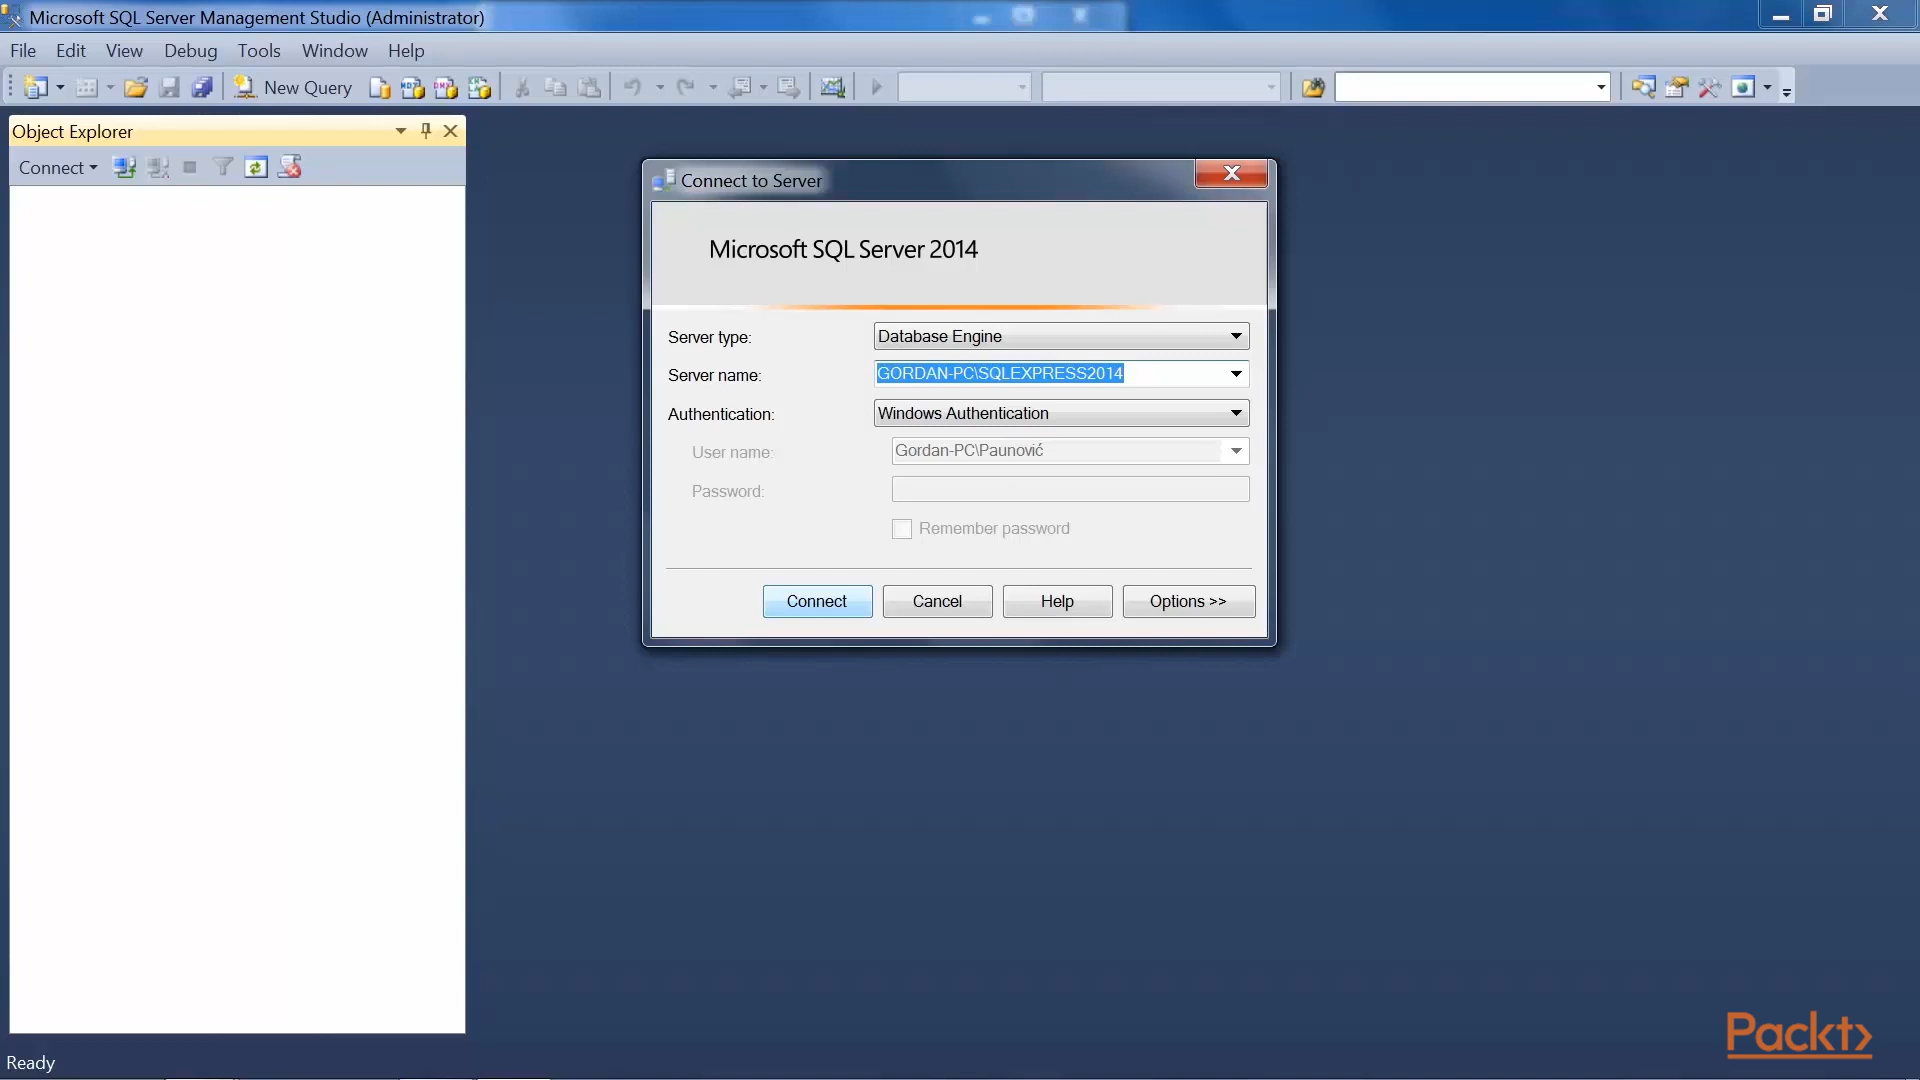 Microsoft SQL Server Management Studio (Administrator)
File Edit View Debug Tools Window Help
New Query
Object Explorer
Connect
Connect to Server
Microsoft SQL Server 2014
Server type: Database Engine
Server name: GORDAN-PC\SQLEXPRESS2014
Authentication: Windows Authentication
User name: Gordan-PC\Paunović
Password:
Remember password
Connect Cancel Help Options >>
Packt>
Ready